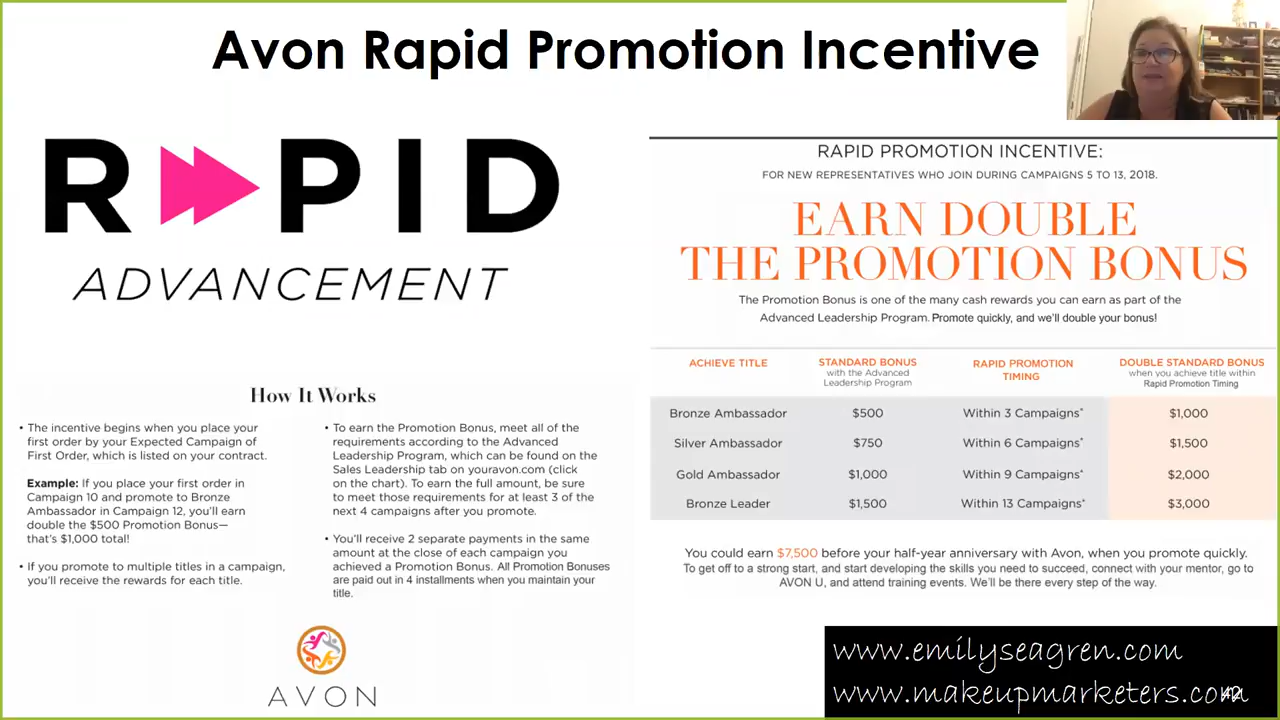 Avon Rapid Promotion Incentive
RAPID
ADVANCEMENT
How It Works
• The incentive begins when you place your
first order by your Expected Campaign of
First Order, which is listed on your contract.
Example: If you place your first order in
Campaign 10 and promote to Bronze
Ambassador in Campaign 12, you'll earn
double the $500 Promotion Bonus—
that's $1,000 total!
• If you promote to multiple titles in a campaign,
you'll receive the rewards for each title.
• To earn the Promotion Bonus, meet all of the
requirements according to the Advanced
Leadership Program, which can be found on the
Sales Leadership tab on youravon.com (click
on the chart). To earn the full amount, be sure
to meet those requirements for at least 3 of the
next 4 campaigns after you promote.
• You'll receive 2 separate payments in the same
amount at the close of each campaign you
achieved a Promotion Bonus. All Promotion Bonuses
are paid out in 4 installments when you maintain your
title.
AVON
RAPID PROMOTION INCENTIVE:
FOR NEW REPRESENTATIVES WHO JOIN DURING CAMPAIGNS 5 TO 13, 2018.
EARN DOUBLE
THE PROMOTION BONUS
The Promotion Bonus is one of the many cash rewards you can earn as part of the
Advanced Leadership Program. Promote quickly, and we'll double your bonus!
ACHIEVE TITLE
STANDARD BONUS
with the Advanced
Leadership Program
RAPID PROMOTION
TIMING
DOUBLE STANDARD BONUS
when you achieve title within
Rapid Promotion Timing
Bronze Ambassador $500 Within 3 Campaigns* $1,000
Silver Ambassador $750 Within 6 Campaigns* $1,500
Gold Ambassador $1,000 Within 9 Campaigns* $2,000
Bronze Leader $1,500 Within 13 Campaigns* $3,000
You could earn $7,500 before your half-year anniversary with Avon, when you promote quickly.
To get off to a strong start, and start developing the skills you need to succeed, connect with your mentor, go to
AVON U, and attend training events. We'll be there every step of the way.
www.emilyseagren.com
www.makeupmarketers.com
42